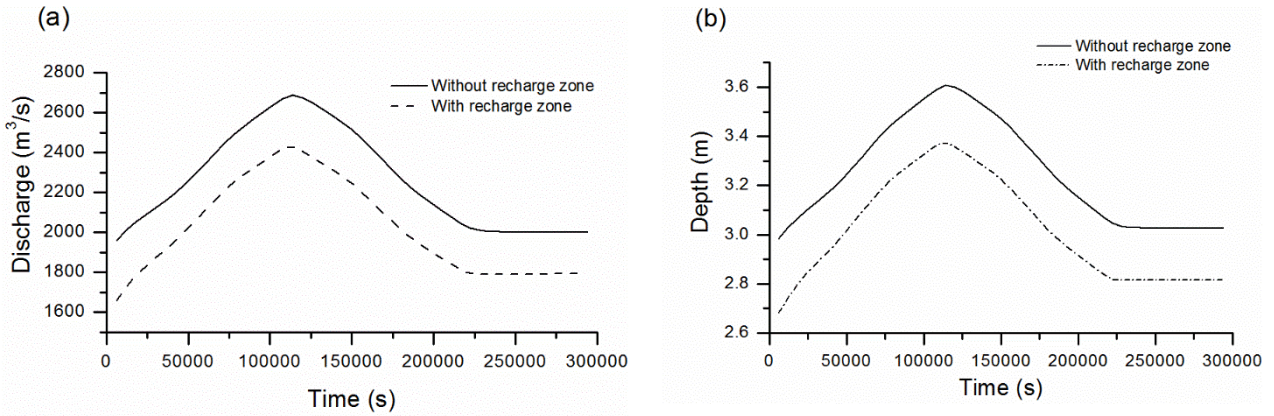 (a)
Discharge (m³/s)
2800
2600
2400
2200
2000
1800
1600
Without recharge zone
With recharge zone
0 50000 100000 150000 200000 250000 300000
Time (s)
(b)
Depth (m)
3.6
3.4
3.2
3.0
2.8
2.6
Without recharge zone
With recharge zone
0 50000 100000 150000 200000 250000 300000
Time (s)